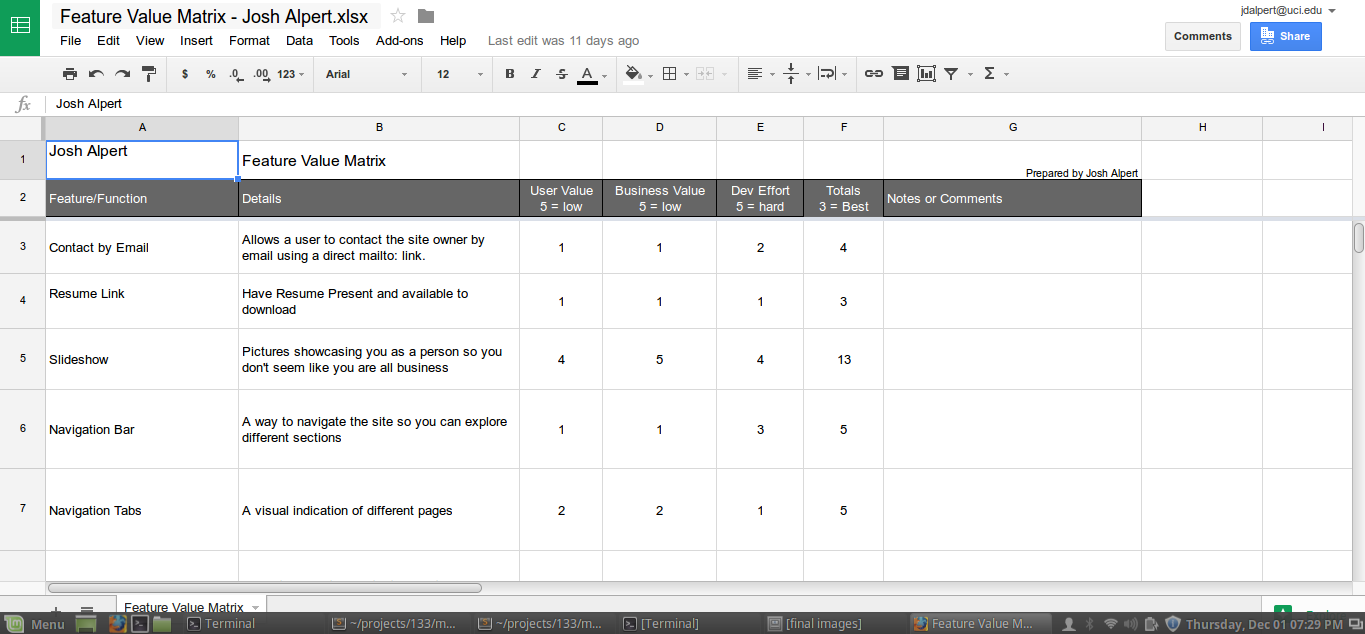 Feature Value Matrix - Josh Alpert.xlsx
jdalpert@uci.edu
File Edit View Insert Format Data Tools Add-ons Help Last edit was 11 days ago
Comments Share
$ % .0 .00 123 Arial 12 B I S A Σ
fx Josh Alpert
A B C D E F G H I
1 Josh Alpert Feature Value Matrix Prepared by Josh Alpert
2 Feature/Function Details User Value Business Value Dev Effort Totals Notes or Comments
5 = low 5 = low 5 = hard 3 = Best
3 Contact by Email Allows a user to contact the site owner by 1 1 2 4
email using a direct mailto: link.
4 Resume Link Have Resume Present and available to 1 1 1 3
download
5 Slideshow Pictures showcasing you as a person so you 4 5 4 13
don't seem like you are all business
6 Navigation Bar A way to navigate the site so you can explore 1 1 3 5
different sections
7 Navigation Tabs A visual indication of different pages 2 2 1 5
Feature Value Matrix
Menu Terminal ~/projects/133/m... ~/projects/133/m... [Terminal] [final images] Feature Value M... Thursday, Dec 01 07:29 PM